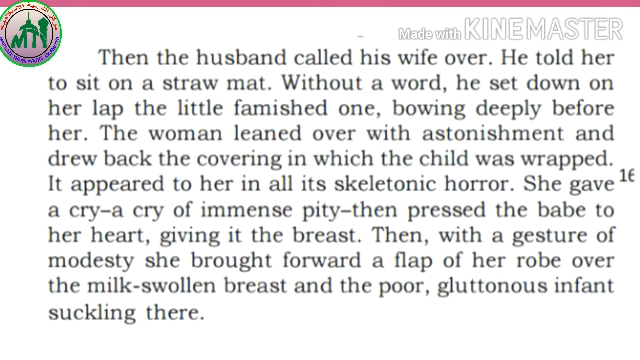 Made with KINEMASTER
Then the husband called his wife over. He told her
to sit on a straw mat. Without a word, he set down on
her lap the little famished one, bowing deeply before
her. The woman leaned over with astonishment and
drew back the covering in which the child was wrapped.
It appeared to her in all its skeletonic horror. She gave 16
a cry–a cry of immense pity–then pressed the babe to
her heart, giving it the breast. Then, with a gesture of
modesty she brought forward a flap of her robe over
the milk-swollen breast and the poor, gluttonous infant
suckling there.